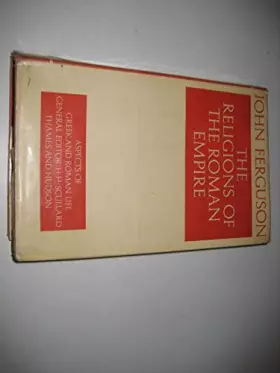 JOHN FERGUSON
THE
RELIGIONS OF
THE ROMAN
EMPIRE
ASPECTS OF
GREEK AND ROMAN LIFE
GENERAL EDITOR H.H. SCULLARD
THAMES AND HUDSON